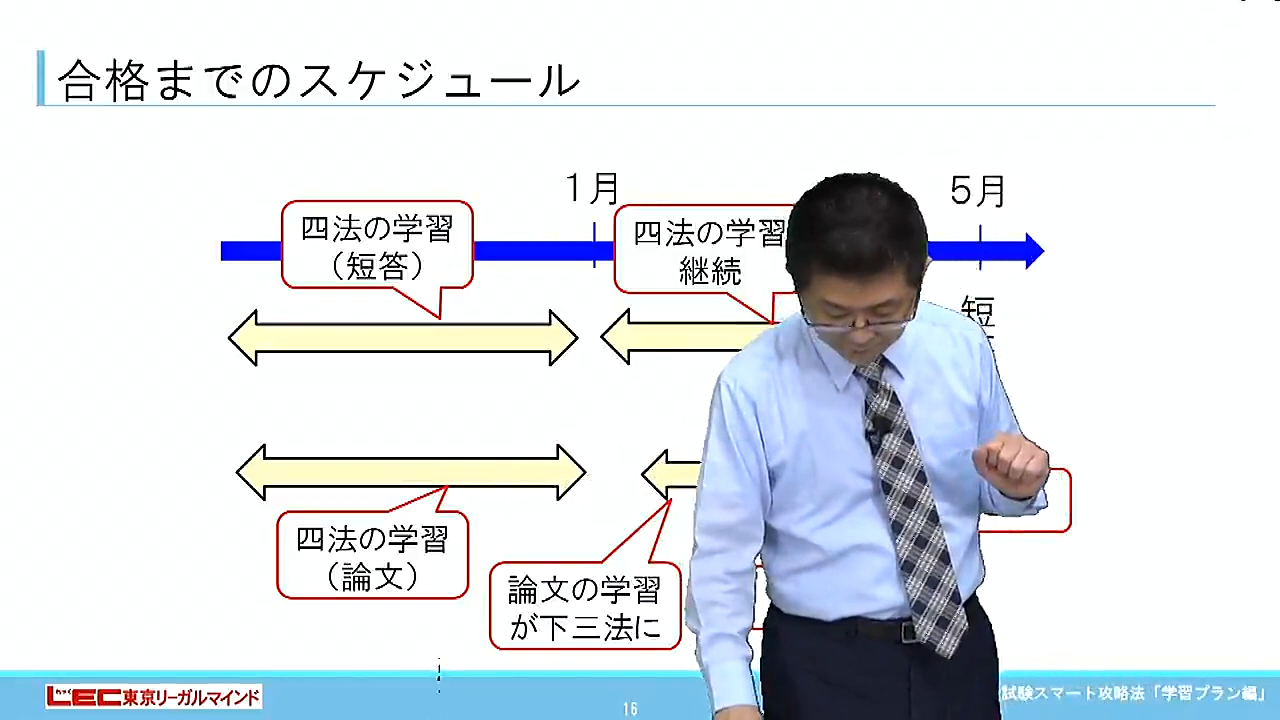 合格までのスケジュール
１月
５月
四法の学習
（短答）
四法の学習
継続
短
四法の学習
（論文）
論文の学習
が下三法に
LEC東京リーガルマインド
16
試験スマート攻略法「学習プラン編」